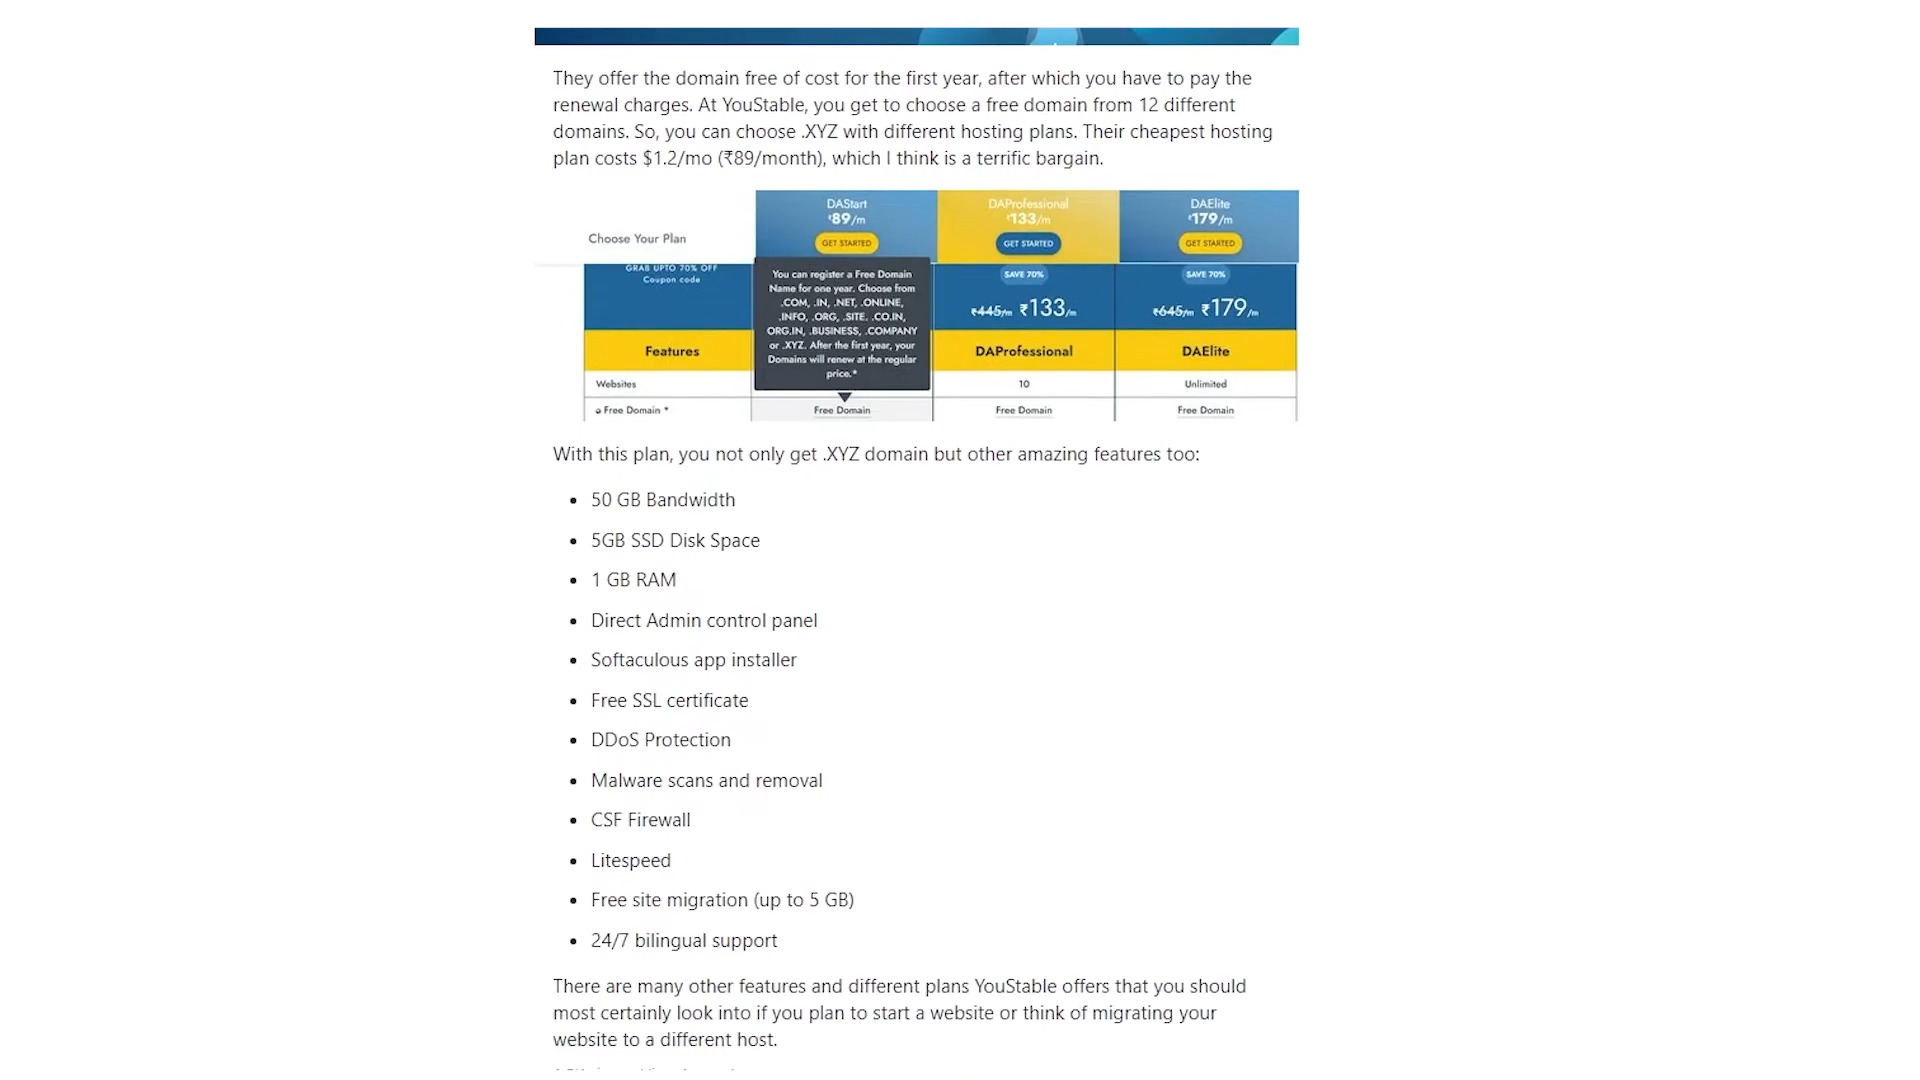 They offer the domain free of cost for the first year, after which you have to pay the
renewal charges. At YouStable, you get to choose a free domain from 12 different
domains. So, you can choose .XYZ with different hosting plans. Their cheapest hosting
plan costs $1.2/mo (₹89/month), which I think is a terrific bargain.
Choose Your Plan
DAStart
₹89/m
GET STARTED
DAProfessional
₹133/m
GET STARTED
DAElite
₹179/m
GET STARTED
GRAB UPTO 70% OFF
Coupon code
You can register a Free Domain
Name for one year. Choose from
.COM, .IN, .NET, .ONLINE,
.INFO, .ORG, .SITE. .CO.IN,
ORG.IN, .BUSINESS, .COMPANY
or .XYZ. After the first year, your
Domains will renew at the regular
price.*
SAVE 70%
₹445/m ₹133/m
SAVE 70%
₹645/m ₹179/m
Features
DAProfessional
DAElite
Websites
10
Unlimited
Free Domain *
Free Domain
Free Domain
Free Domain
With this plan, you not only get .XYZ domain but other amazing features too:
• 50 GB Bandwidth
• 5GB SSD Disk Space
• 1 GB RAM
• Direct Admin control panel
• Softaculous app installer
• Free SSL certificate
• DDoS Protection
• Malware scans and removal
• CSF Firewall
• Litespeed
• Free site migration (up to 5 GB)
• 24/7 bilingual support
There are many other features and different plans YouStable offers that you should
most certainly look into if you plan to start a website or think of migrating your
website to a different host.